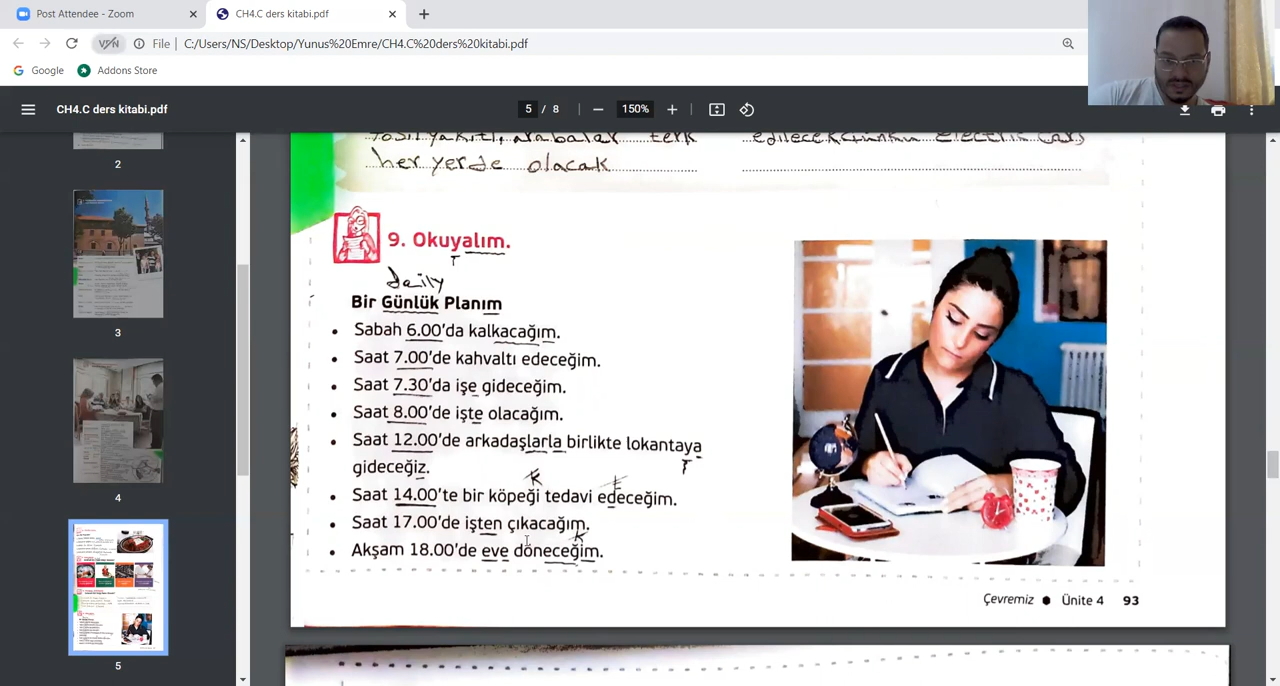 Post Attendee - Zoom
CH4.C ders kitabi.pdf
VPN File C:/Users/NS/Desktop/Yunus%20Emre/CH4.C%20ders%20kitabi.pdf
Google Addons Store
CH4.C ders kitabi.pdf
5 / 8
150%
2
3
4
5
her yerde olacak
9. Okuyalım.
T
daily
Bir Günlük Planım
• Sabah 6.00'da kalkacağım.
• Saat 7.00'de kahvaltı edeceğim.
• Saat 7.30'da işe gideceğim.
• Saat 8.00'de işte olacağım.
• Saat 12.00'de arkadaşlarla birlikte lokantaya
gideceğiz.
T
K
t
• Saat 14.00'te bir köpeği tedavi edeceğim.
• Saat 17.00'de işten çıkacağım.
K
• Akşam 18.00'de eve döneceğim.
Çevremiz • Ünite 4 93